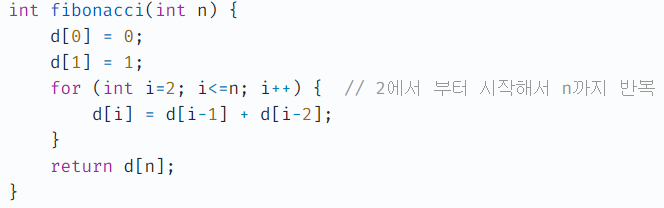 int fibonacci(int n) {
    d[0] = 0;
    d[1] = 1;
    for (int i=2; i<=n; i++) {  // 2에서 부터 시작해서 n까지 반복
        d[i] = d[i-1] + d[i-2];
    }
    return d[n];
}